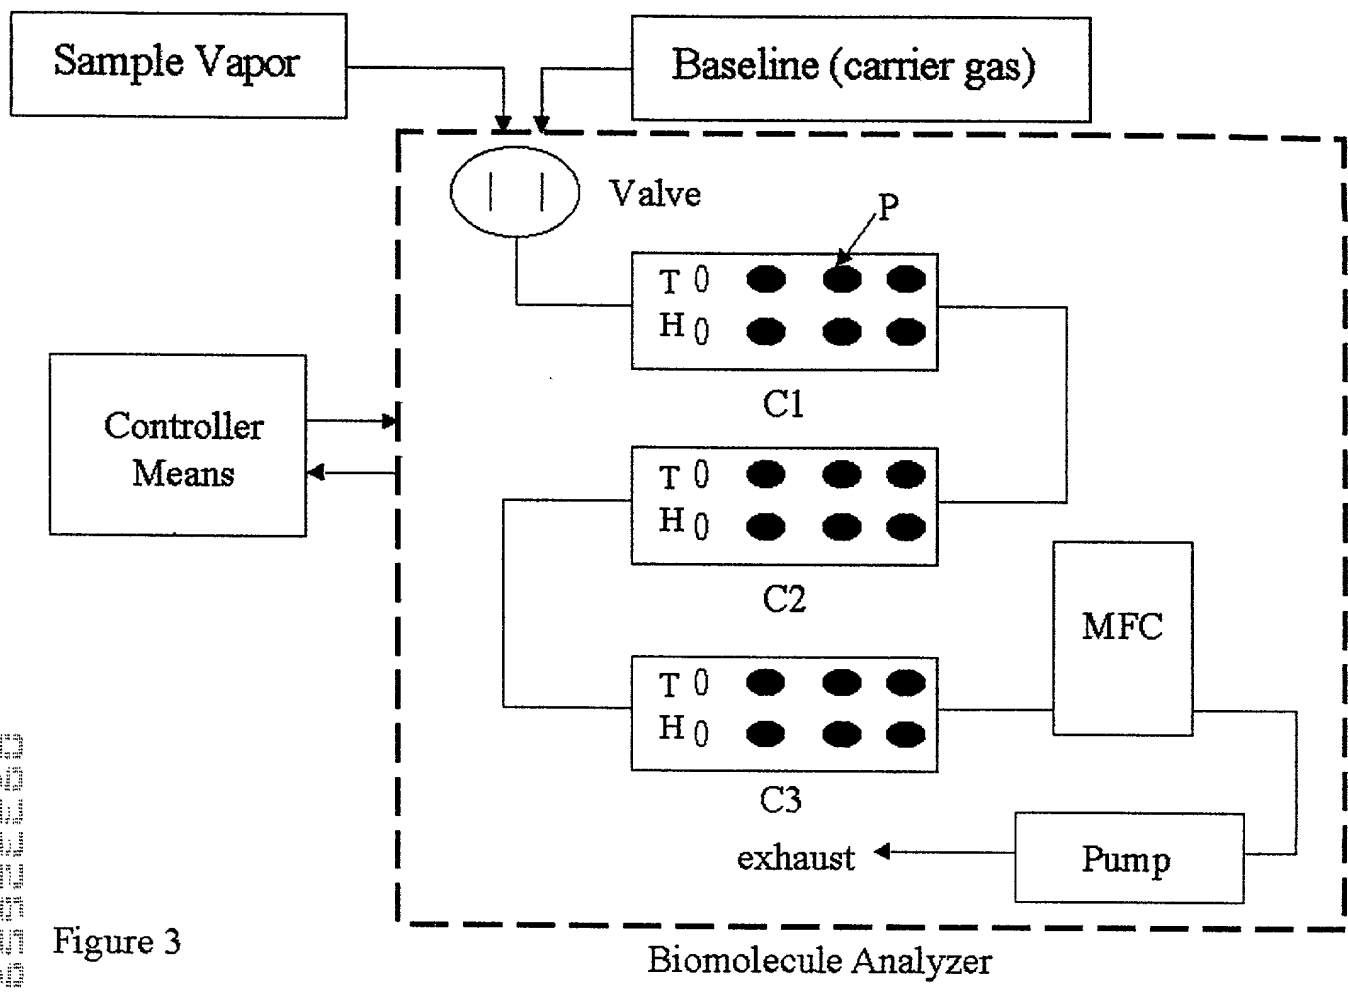 Sample Vapor
Baseline (carrier gas)
Valve
P
T 0
H 0
C1
Controller
Means
T 0
H 0
C2
MFC
T 0
H 0
C3
exhaust
Pump
Figure 3
Biomolecule Analyzer